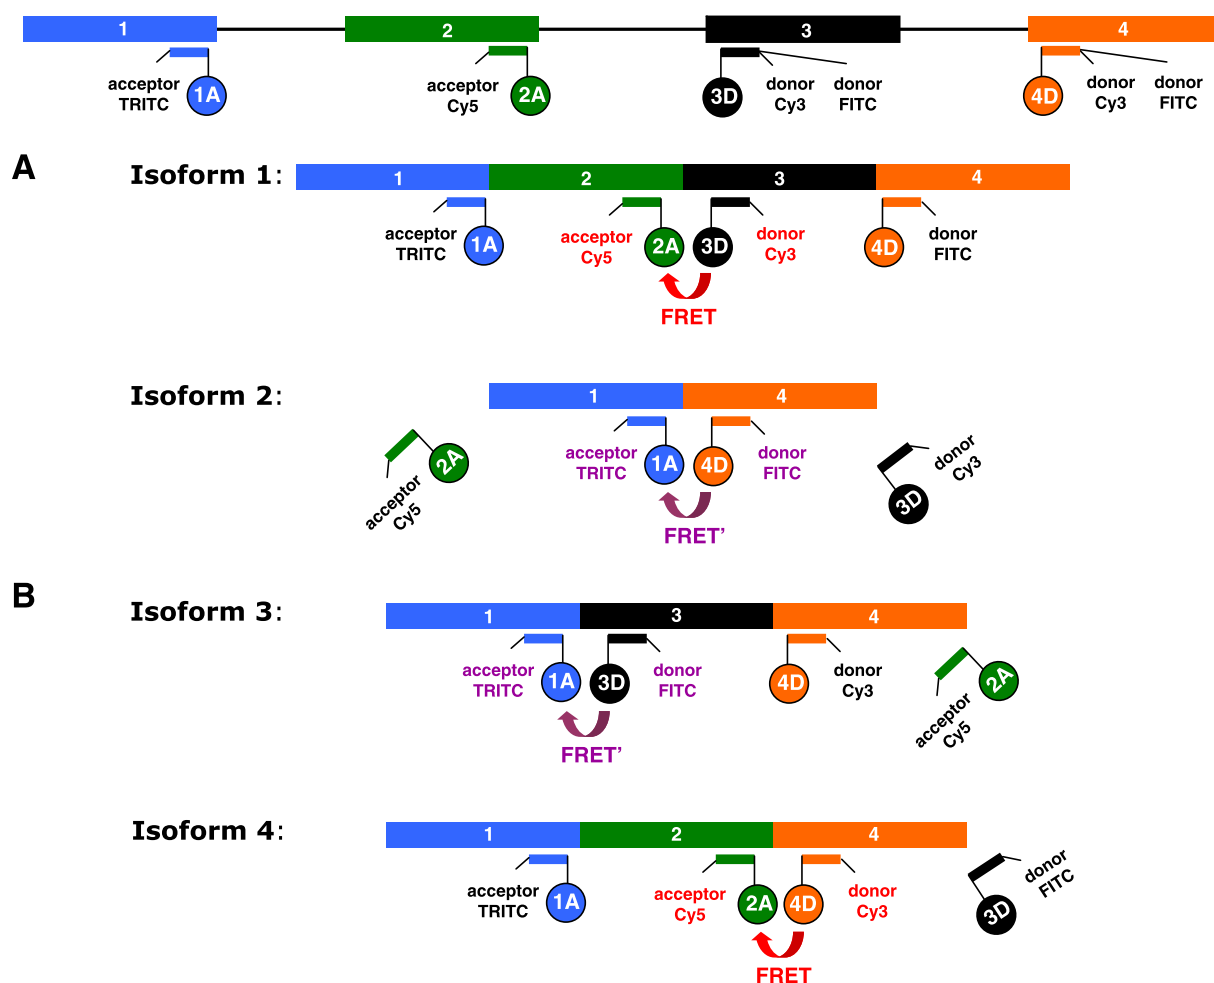 1 2 3 4
acceptor TRITC 1A acceptor Cy5 2A 3D donor Cy3 donor FITC 4D donor Cy3 donor FITC
A
Isoform 1: 1 2 3 4
acceptor TRITC 1A acceptor Cy5 2A 3D donor Cy3 4D donor FITC
FRET
Isoform 2: 1 4
acceptor Cy5 2A acceptor TRITC 1A 4D donor FITC 3D donor Cy3
FRET’
B
Isoform 3: 1 3 4
acceptor TRITC 1A 3D donor FITC 4D donor Cy3 acceptor Cy5 2A
FRET’
Isoform 4: 1 2 4
acceptor TRITC 1A acceptor Cy5 2A 4D donor Cy3 3D donor FITC
FRET